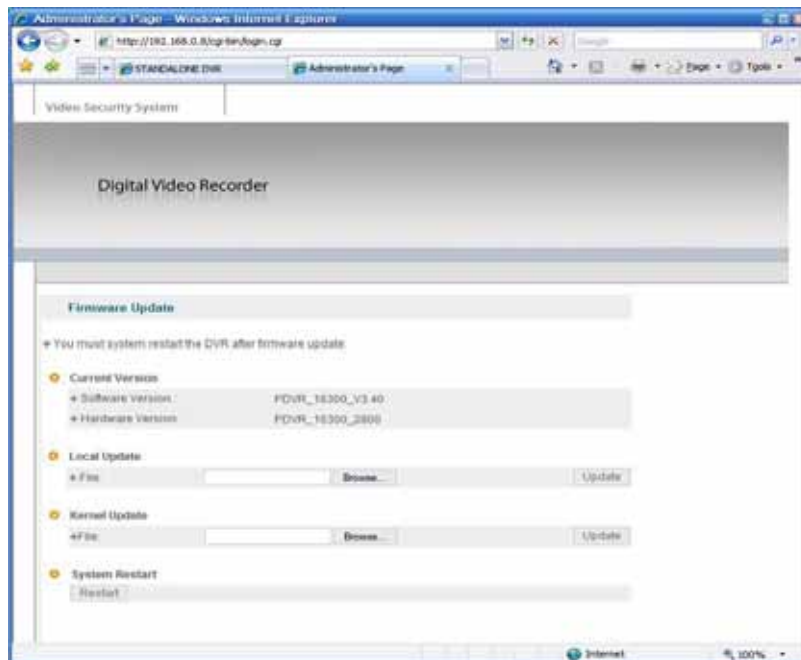 Administrator's Page - Windows Internet Explorer
http://192.168.0.8/cgi-bin/login.cgi
Google
STANDALONE DVR
Administrator's Page
Page
Tools
Video Security System
Digital Video Recorder
Firmware Update
+ You must system restart the DVR after firmware update
Current Version
+ Software Version PDVR_16300_V3.40
+ Hardware Version PDVR_16300_2800
Local Update
+ File Browse... Update
Kernel Update
+File Browse... Update
System Restart
Restart
Internet 100%